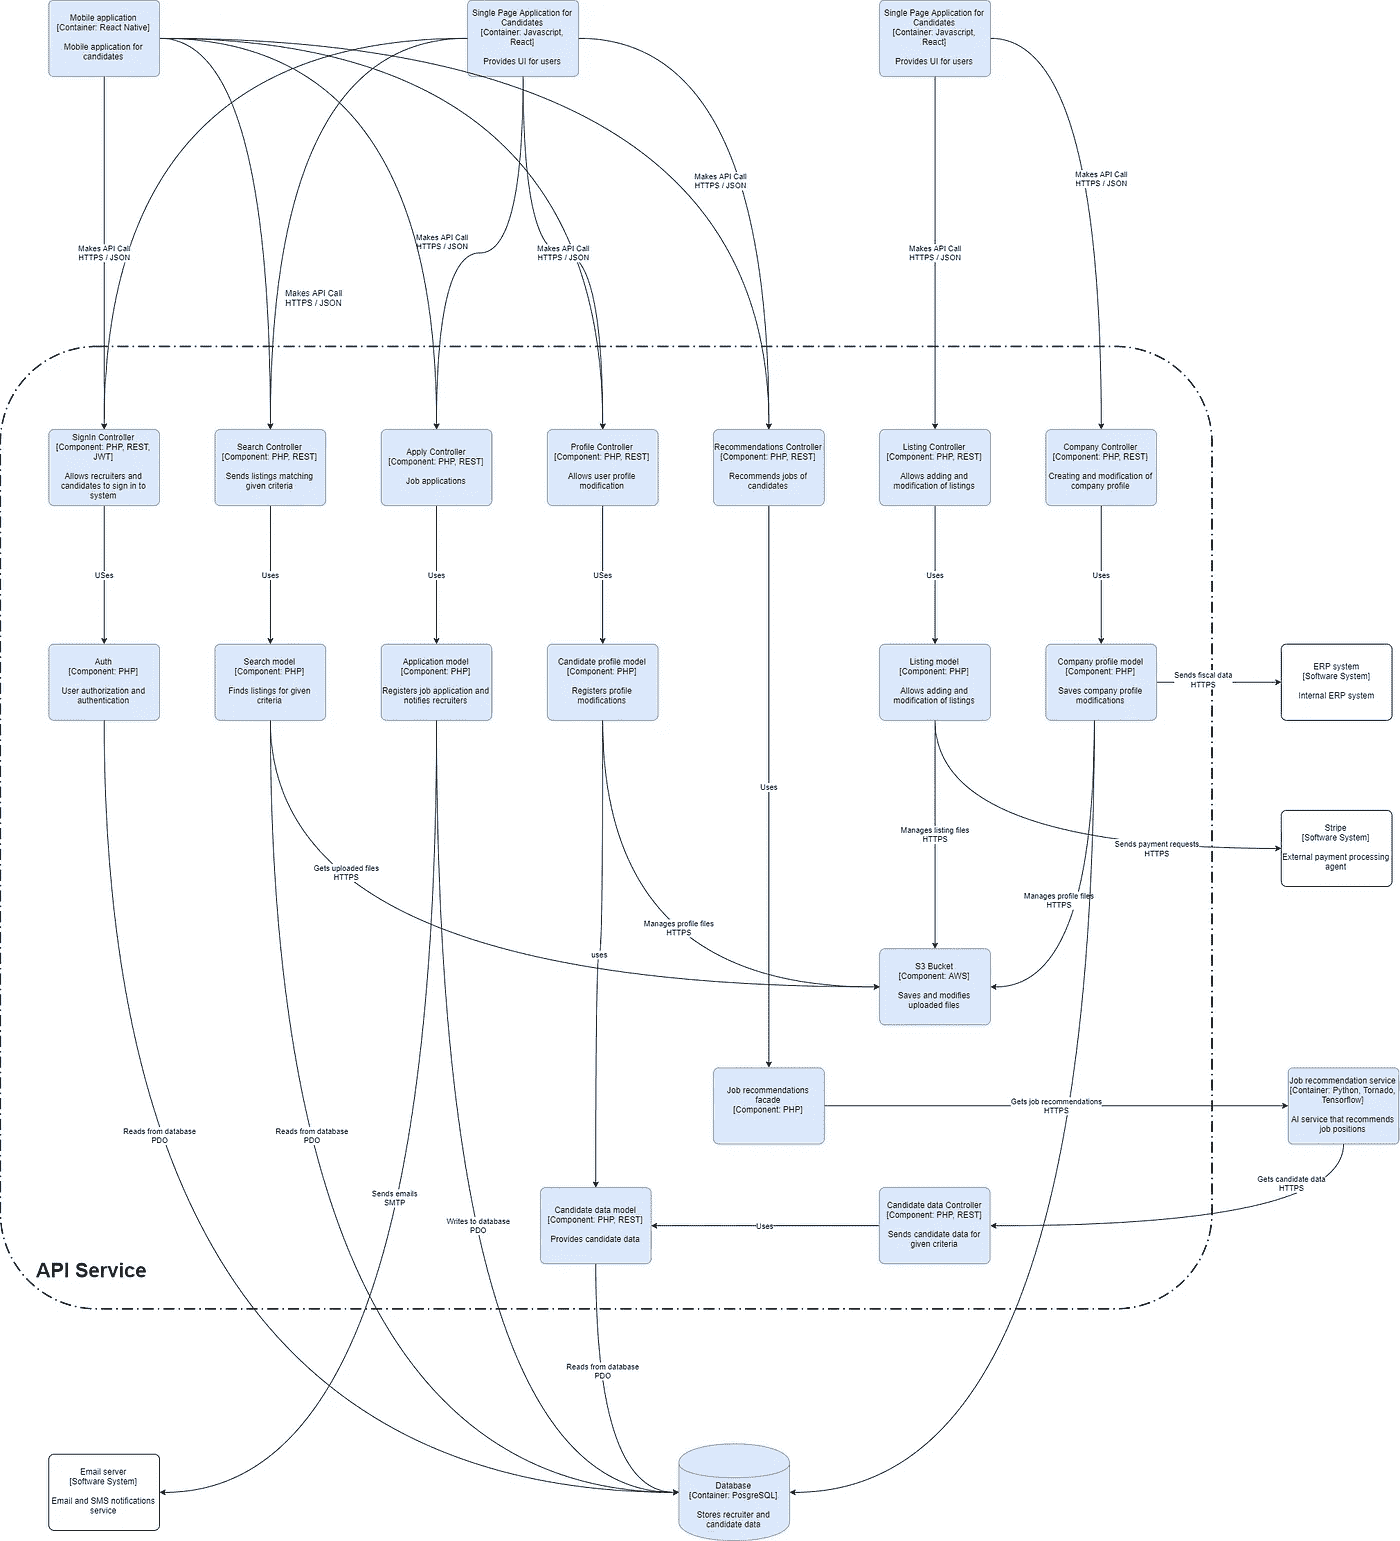 Mobile application
[Container: React Native]
Mobile application for
candidates
Single Page Application for
Candidates
[Container: Javascript,
React]
Provides UI for users
Single Page Application for
Candidates
[Container: Javascript,
React]
Provides UI for users
Makes API Call
HTTPS / JSON
Makes API Call
HTTPS / JSON
Makes API Call
HTTPS / JSON
Makes API Call
HTTPS / JSON
Makes API Call
HTTPS / JSON
Makes API Call
HTTPS / JSON
Makes API Call
HTTPS / JSON
SignIn Controller
[Component: PHP, REST,
JWT]
Allows recruiters and
candidates to sign in to
system
Search Controller
[Component: PHP, REST]
Sends listings matching
given criteria
Apply Controller
[Component: PHP, REST]
Job applications
Profile Controller
[Component: PHP, REST]
Allows user profile
modification
Recommendations Controller
[Component: PHP, REST]
Recommends jobs of
candidates
Listing Controller
[Component: PHP, REST]
Allows adding and
modification of listings
Company Controller
[Component: PHP, REST]
Creating and modification of
company profile
USes
Uses
Uses
USes
Uses
Uses
Auth
[Component: PHP]
User authorization and
authentication
Search model
[Component: PHP]
Finds listings for given
criteria
Application model
[Component: PHP]
Registers job application and
notifies recruiters
Candidate profile model
[Component: PHP]
Registers profile
modifications
Listing model
[Component: PHP]
Allows adding and
modification of listings
Company profile model
[Component: PHP]
Saves company profile
modifications
Sends fiscal data
HTTPS
ERP system
[Software System]
Internal ERP system
Uses
Manages listing files
HTTPS
Sends payment requests
HTTPS
Stripe
[Software System]
External payment processing
agent
Gets uploaded files
HTTPS
Manages profile files
HTTPS
Manages profile files
HTTPS
uses
S3 Bucket
[Component: AWS]
Saves and modifies
uploaded files
Job recommendations
facade
[Component: PHP]
Gets job recommendations
HTTPS
Job recommendation service
[Container: Python, Tornado,
Tensorflow]
AI service that recommends
job positions
Reads from database
PDO
Reads from database
PDO
Sends emails
SMTP
Writes to database
PDO
Gets candidate data
HTTPS
Candidate data model
[Component: PHP, REST]
Provides candidate data
Uses
Candidate data Controller
[Component: PHP, REST]
Sends candidate data for
given criteria
API Service
Reads from database
PDO
Email server
[Software System]
Email and SMS notifications
service
Database
[Container: PosgreSQL]
Stores recruiter and
candidate data